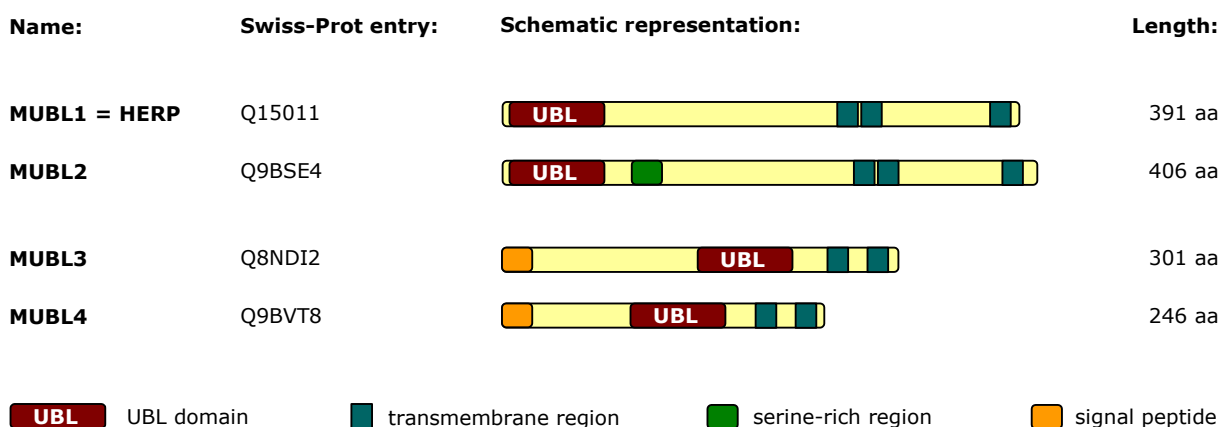 Name: Swiss-Prot entry: Schematic representation: Length:
MUBL1 = HERP Q15011 UBL 391 aa
MUBL2 Q9BSE4 UBL 406 aa
MUBL3 Q8NDI2 UBL 301 aa
MUBL4 Q9BVT8 UBL 246 aa
UBL UBL domain transmembrane region serine-rich region signal peptide